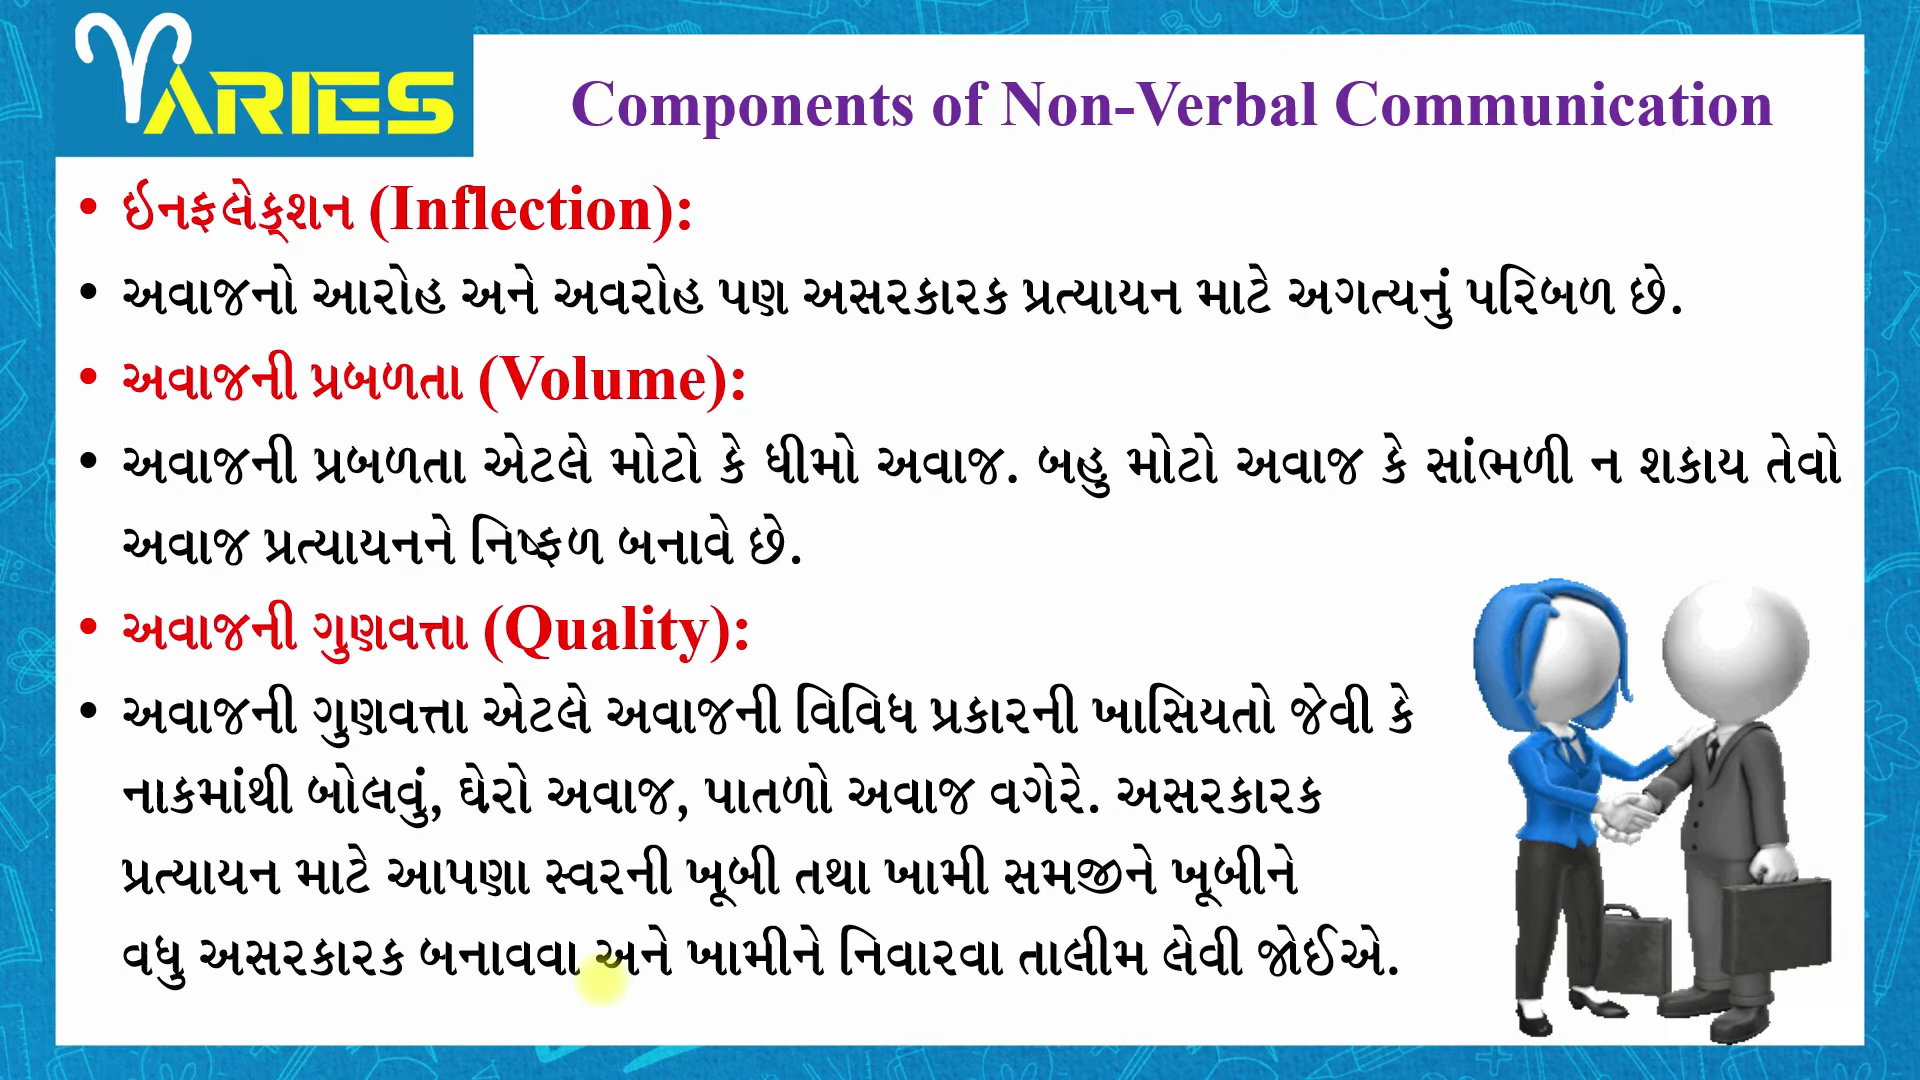 ARIES
Components of Non-Verbal Communication
• ઇનફલેક્શન (Inflection):
• અવાજનો આરોહ અને અવરોહ પણ અસરકારક પ્રત્યાયન માટે અગત્યનું પરિબળ છે.
• અવાજની પ્રબળતા (Volume):
• અવાજની પ્રબળતા એટલે મોટો કે ધીમો અવાજ. બહુ મોટો અવાજ કે સાંભળી ન શકાય તેવો
અવાજ પ્રત્યાયનને નિષ્ફળ બનાવે છે.
• અવાજની ગુણવત્તા (Quality):
• અવાજની ગુણવત્તા એટલે અવાજની વિવિધ પ્રકારની ખાસિયતો જેવી કે
નાકમાંથી બોલવું, ઘેરો અવાજ, પાતળો અવાજ વગેરે. અસરકારક
પ્રત્યાયન માટે આપણા સ્વરની ખૂબી તથા ખામી સમજીને ખૂબીને
વધુ અસરકારક બનાવવા અને ખામીને નિવારવા તાલીમ લેવી જોઈએ.